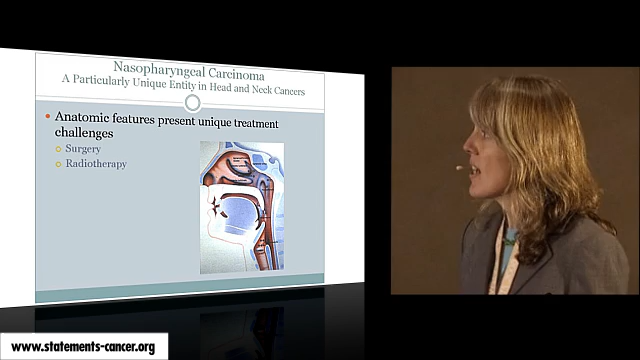 Nasopharyngeal Carcinoma
A Particularly Unique Entity in Head and Neck Cancers
Anatomic features present unique treatment
challenges
Surgery
Radiotherapy
www.statements-cancer.org